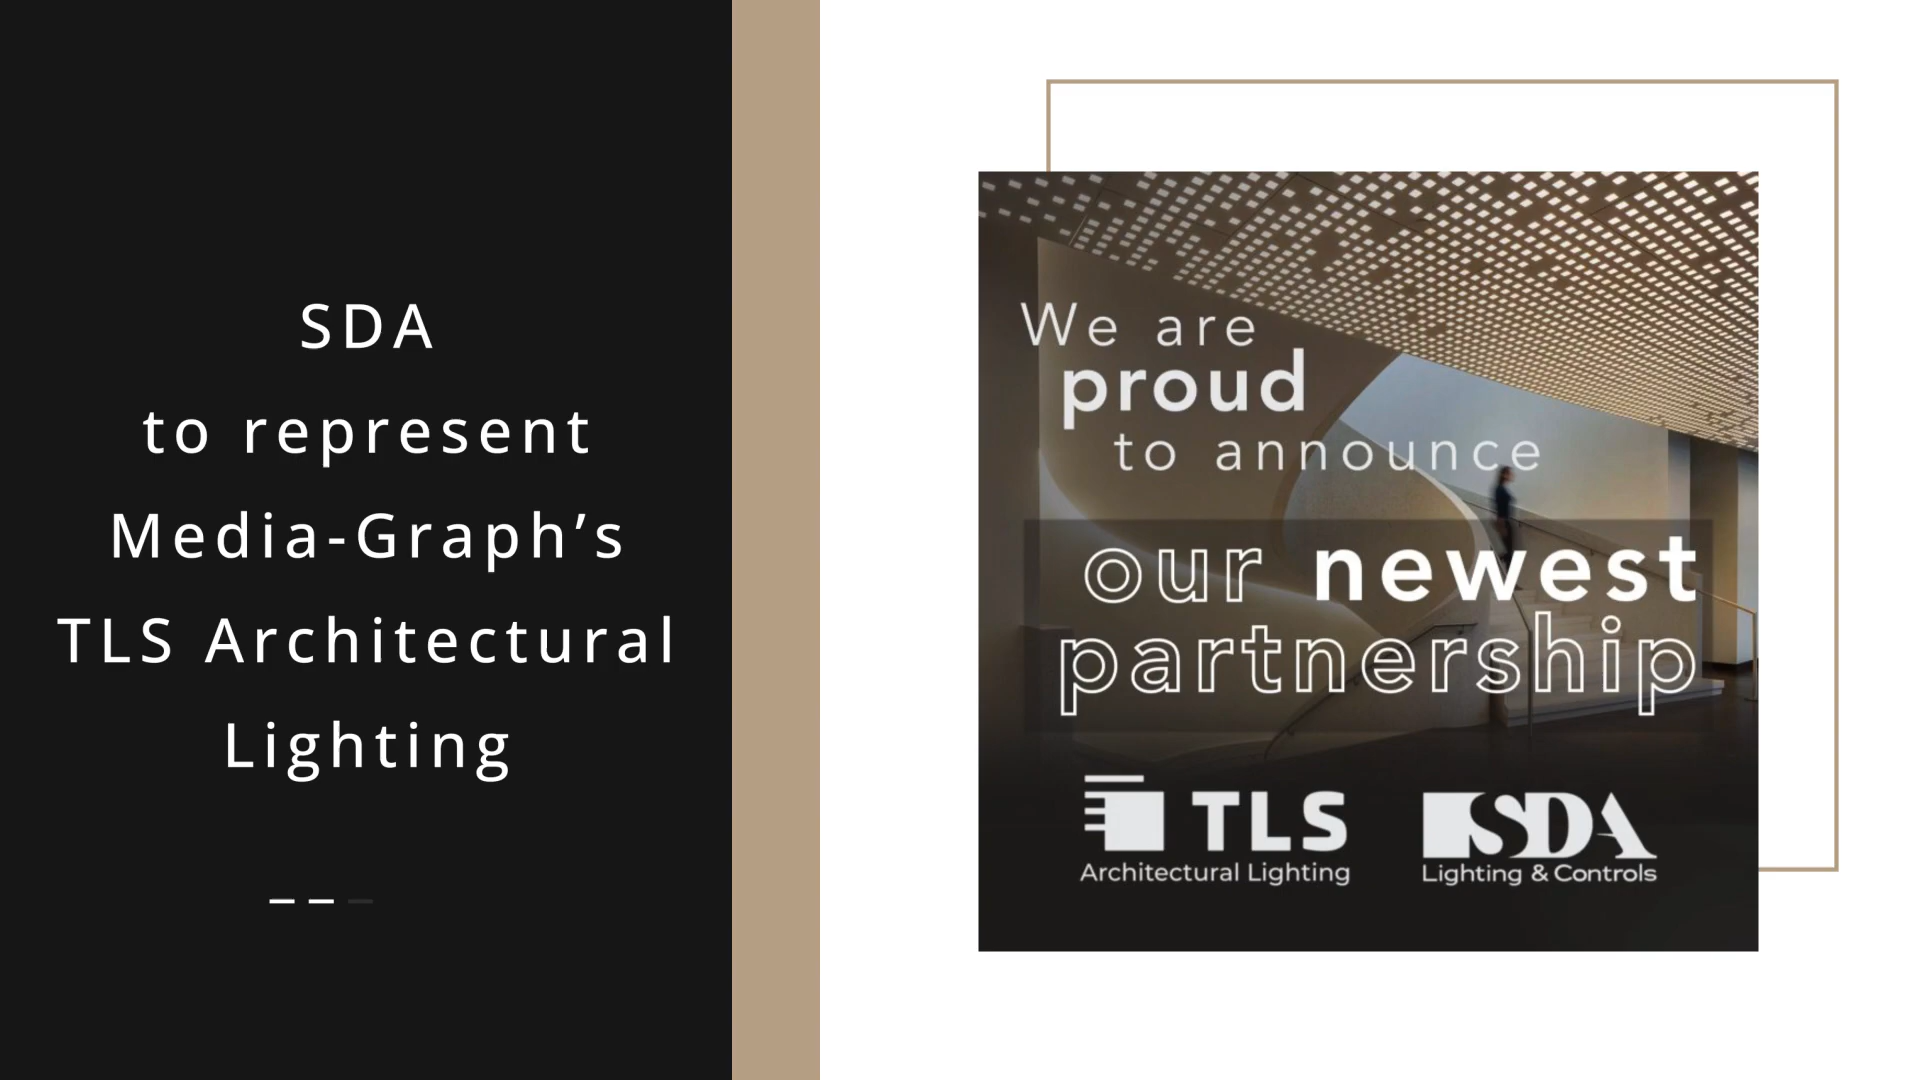 SDA
to represent
Media-Graph’s
TLS Architectural
Lighting
We are
proud
to announce
our newest
partnership
TLS
Architectural Lighting
SDA
Lighting & Controls